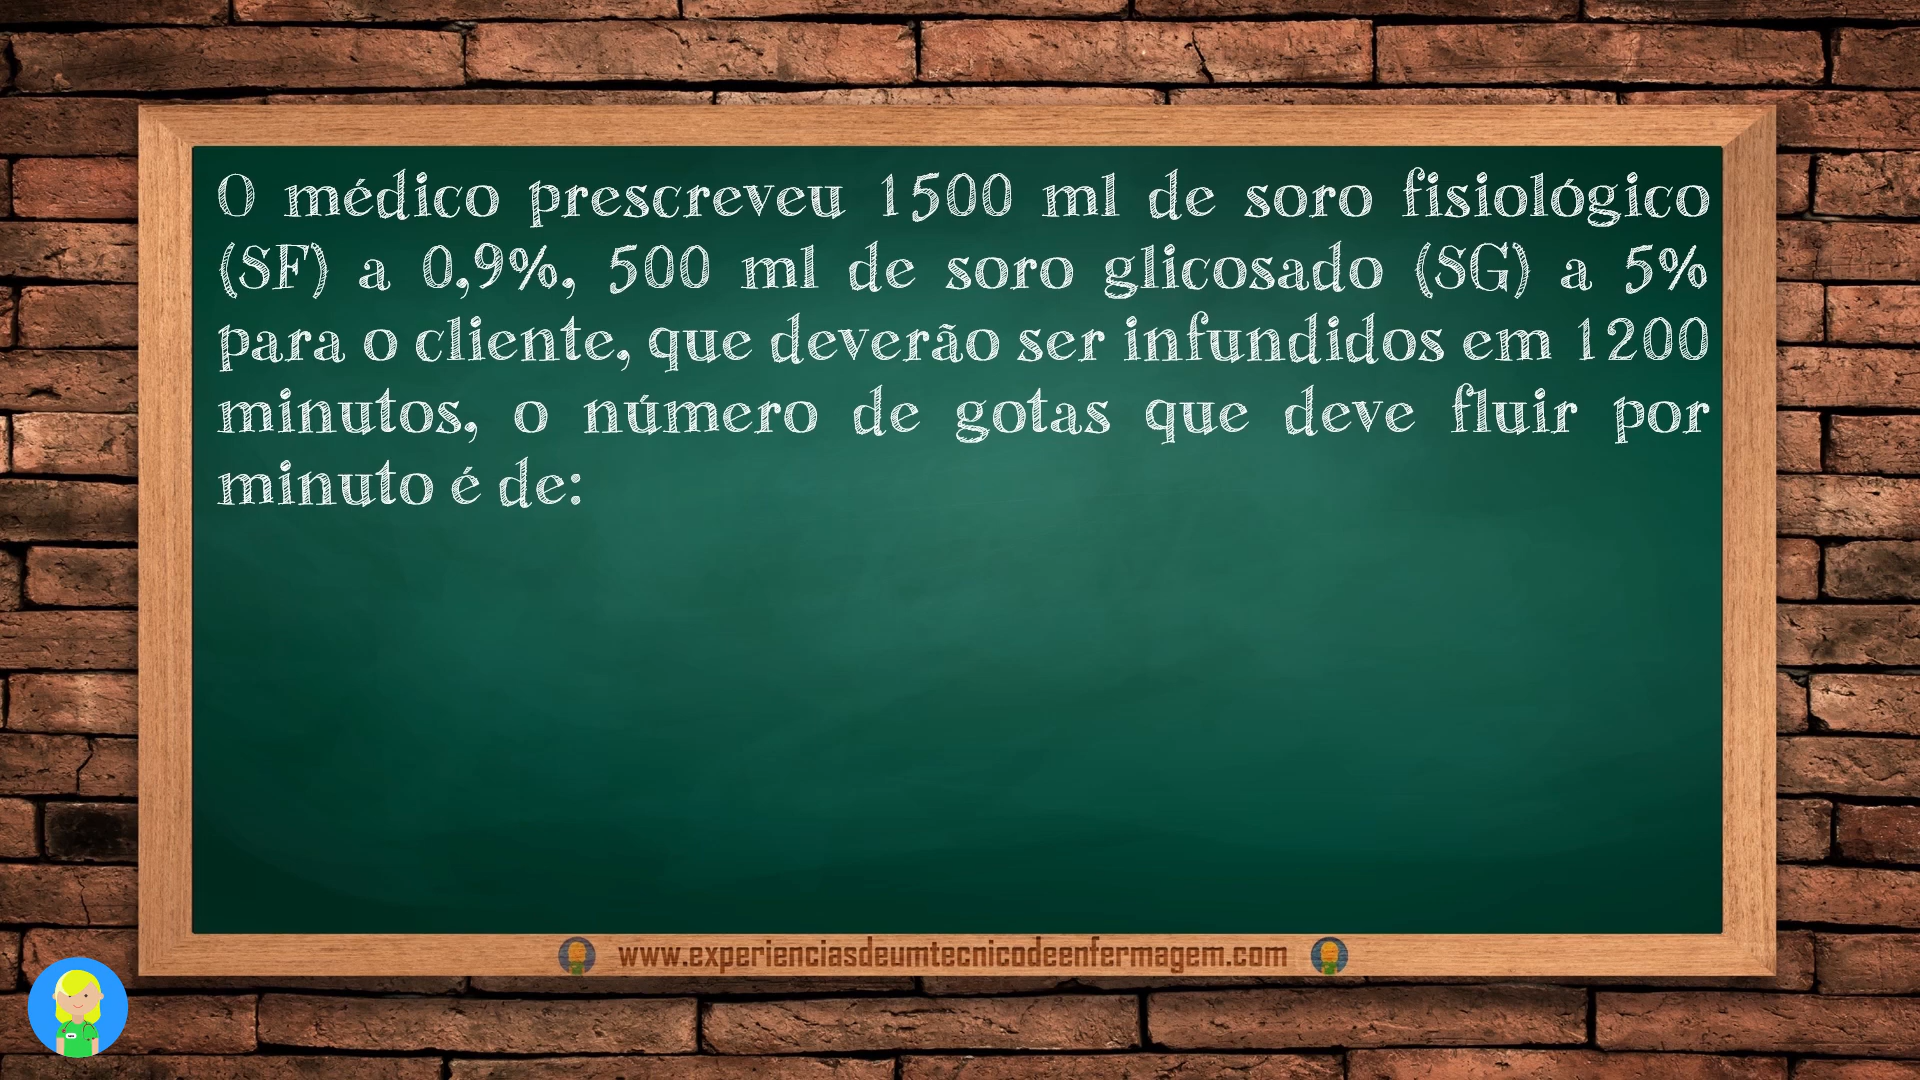 O médico prescreveu 1500 ml de soro fisiológico
(SF) a 0,9%, 500 ml de soro glicosado (SG) a 5%
para o cliente, que deverão ser infundidos em 1200
minutos, o número de gotas que deve fluir por
minuto é de:
www.experienciasdeumtecnicodeenfermagem.com